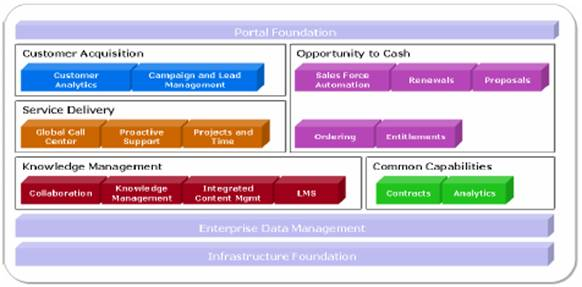 Portal Foundation
Customer Acquisition
Customer
Analytics
Campaign and Lead
Management
Opportunity to Cash
Sales Force
Automation
Renewals
Proposals
Ordering
Entitlements
Service Delivery
Global Call
Center
Proactive
Support
Projects and
Time
Knowledge Management
Collaboration
Knowledge
Management
Integrated
Content Mgmt
LMS
Common Capabilities
Contracts
Analytics
Enterprise Data Management
Infrastructure Foundation